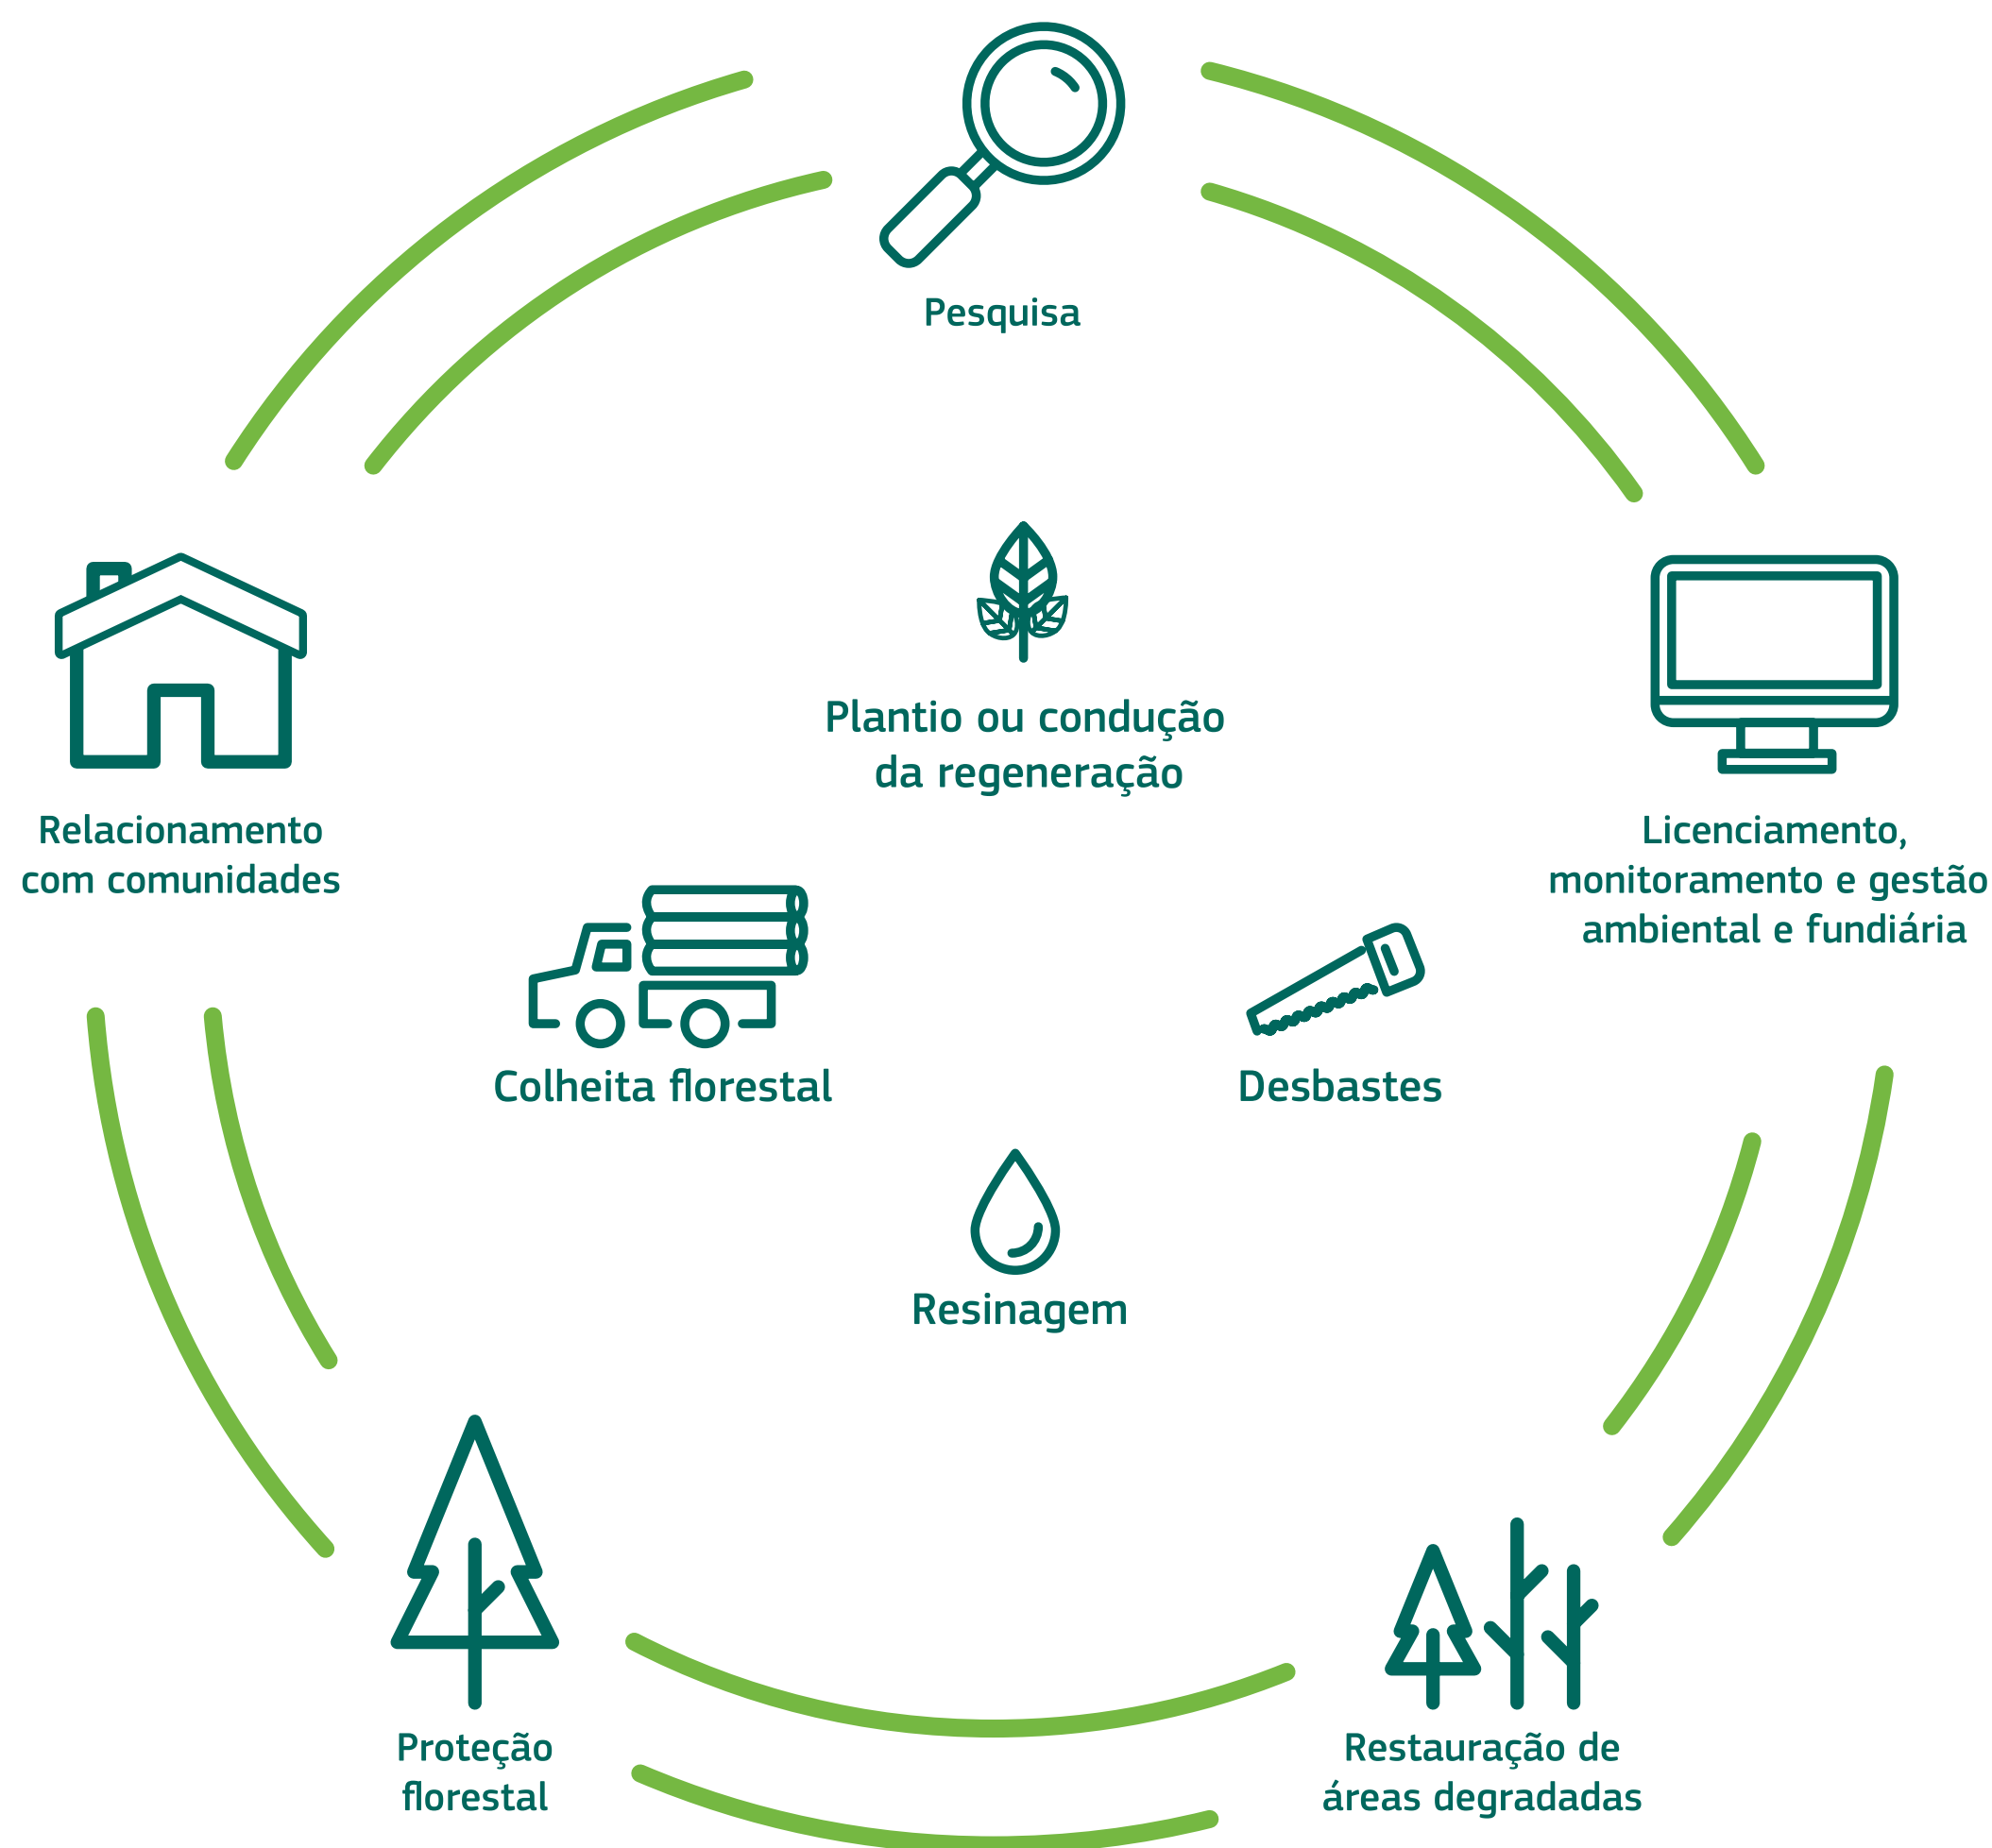 Pesquisa
Plantio ou condução
da regeneração
Relacionamento
com comunidades
Licenciamento,
monitoramento e gestão
ambiental e fundiária
Colheita florestal
Desbastes
Resinagem
Proteção
florestal
Restauração de
áreas degradadas